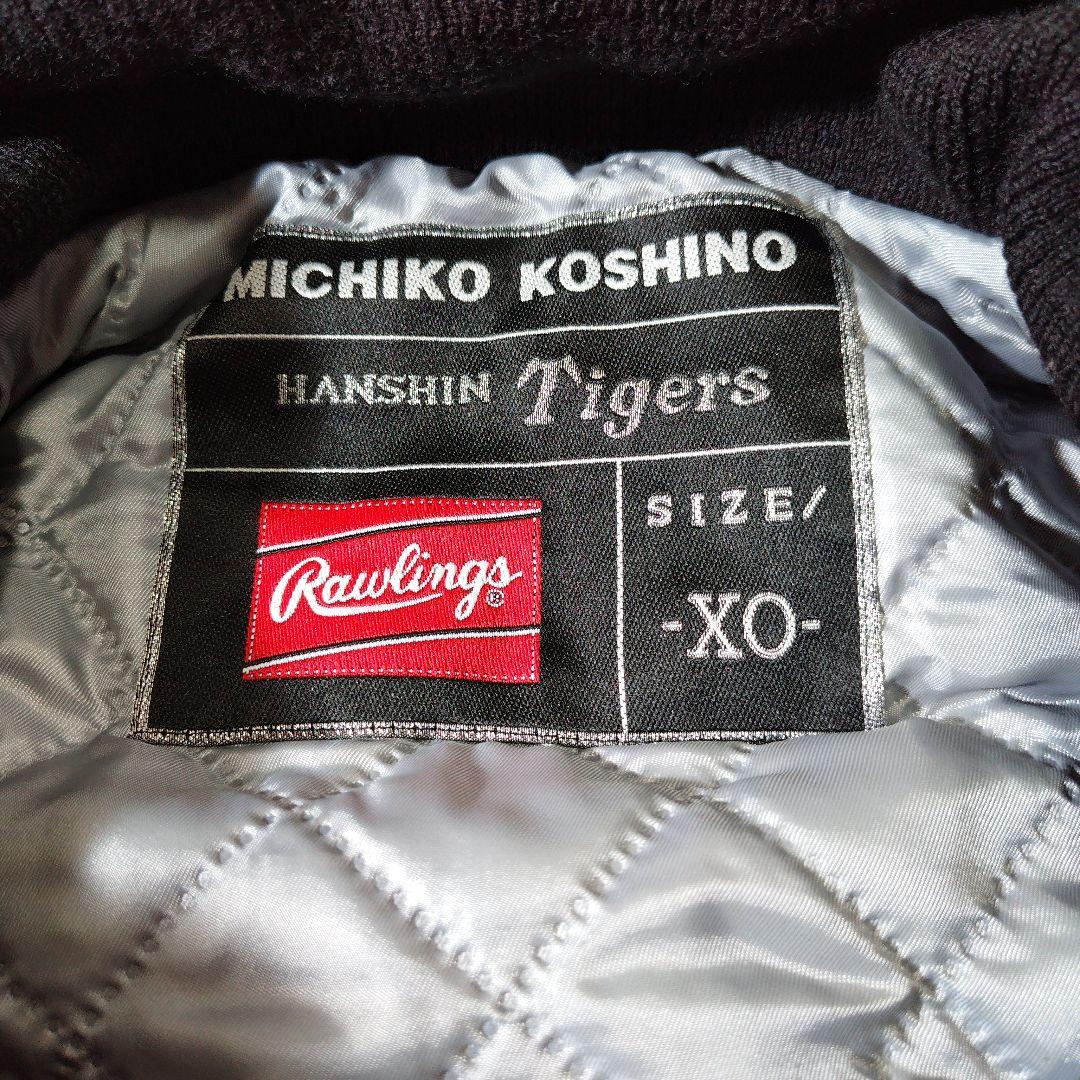 MICHIKO KOSHINO
HANSHIN Tigers
Rawlings®
SIZE/
-XO-